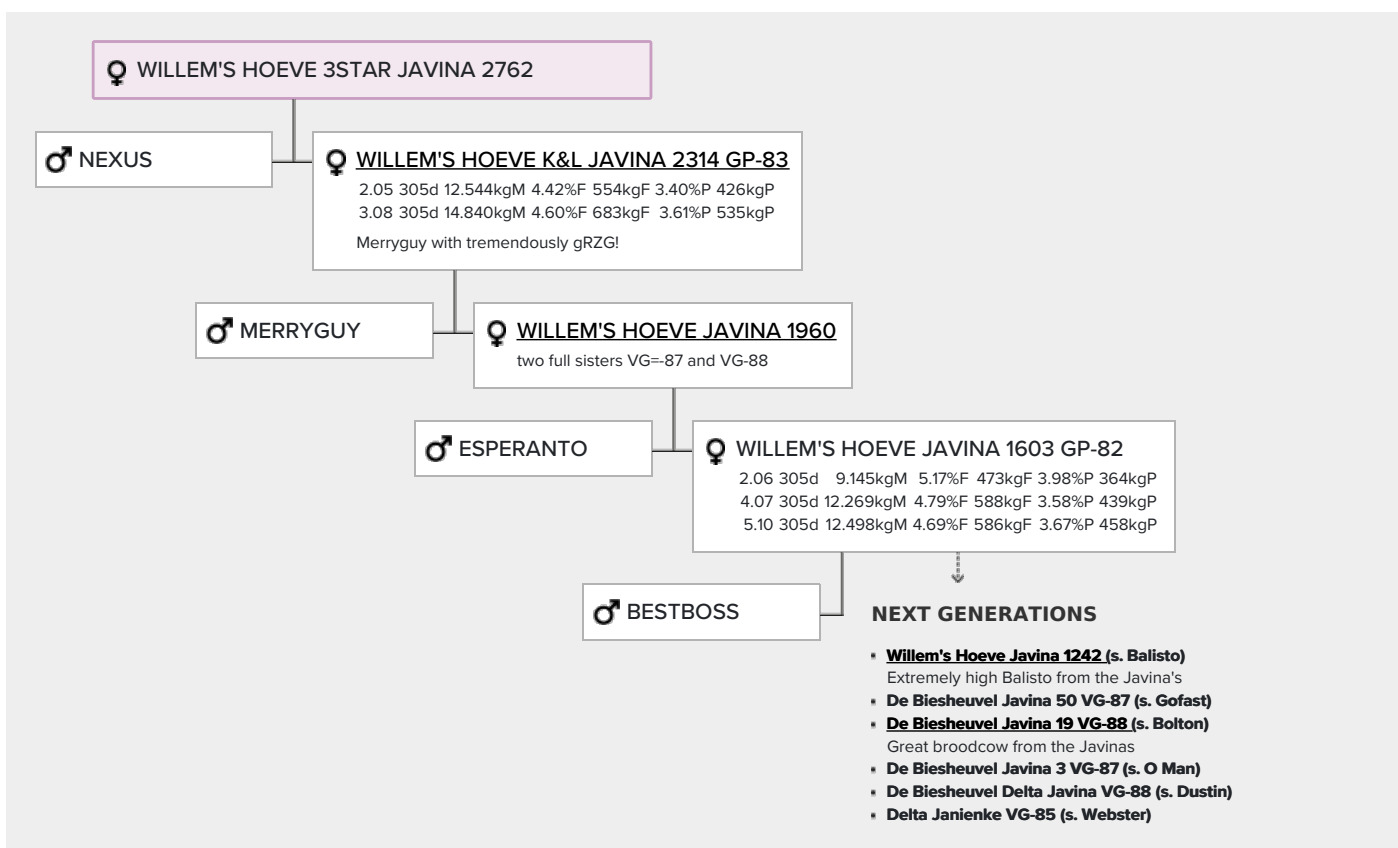 WILLEM'S HOEVE 3STAR JAVINA 2762
NEXUS
WILLEM'S HOEVE K&L JAVINA 2314 GP-83
2.05 305d 12.544kgM 4.42%F 554kgF 3.40%P 426kgP
3.08 305d 14.840kgM 4.60%F 683kgF 3.61%P 535kgP
Merryguy with tremendously gRZG!
MERRYGUY
WILLEM'S HOEVE JAVINA 1960
two full sisters VG=-87 and VG-88
ESPERANTO
WILLEM'S HOEVE JAVINA 1603 GP-82
2.06 305d 9.145kgM 5.17%F 473kgF 3.98%P 364kgP
4.07 305d 12.269kgM 4.79%F 588kgF 3.58%P 439kgP
5.10 305d 12.498kgM 4.69%F 586kgF 3.67%P 458kgP
BESTBOSS
NEXT GENERATIONS
Willem's Hoeve Javina 1242 (s. Balisto)
Extremely high Balisto from the Javina's
De Biesheuvel Javina 50 VG-87 (s. Gofast)
De Biesheuvel Javina 19 VG-88 (s. Bolton)
Great broodcow from the Javinas
De Biesheuvel Javina 3 VG-87 (s. O Man)
De Biesheuvel Delta Javina VG-88 (s. Dustin)
Delta Janienke VG-85 (s. Webster)